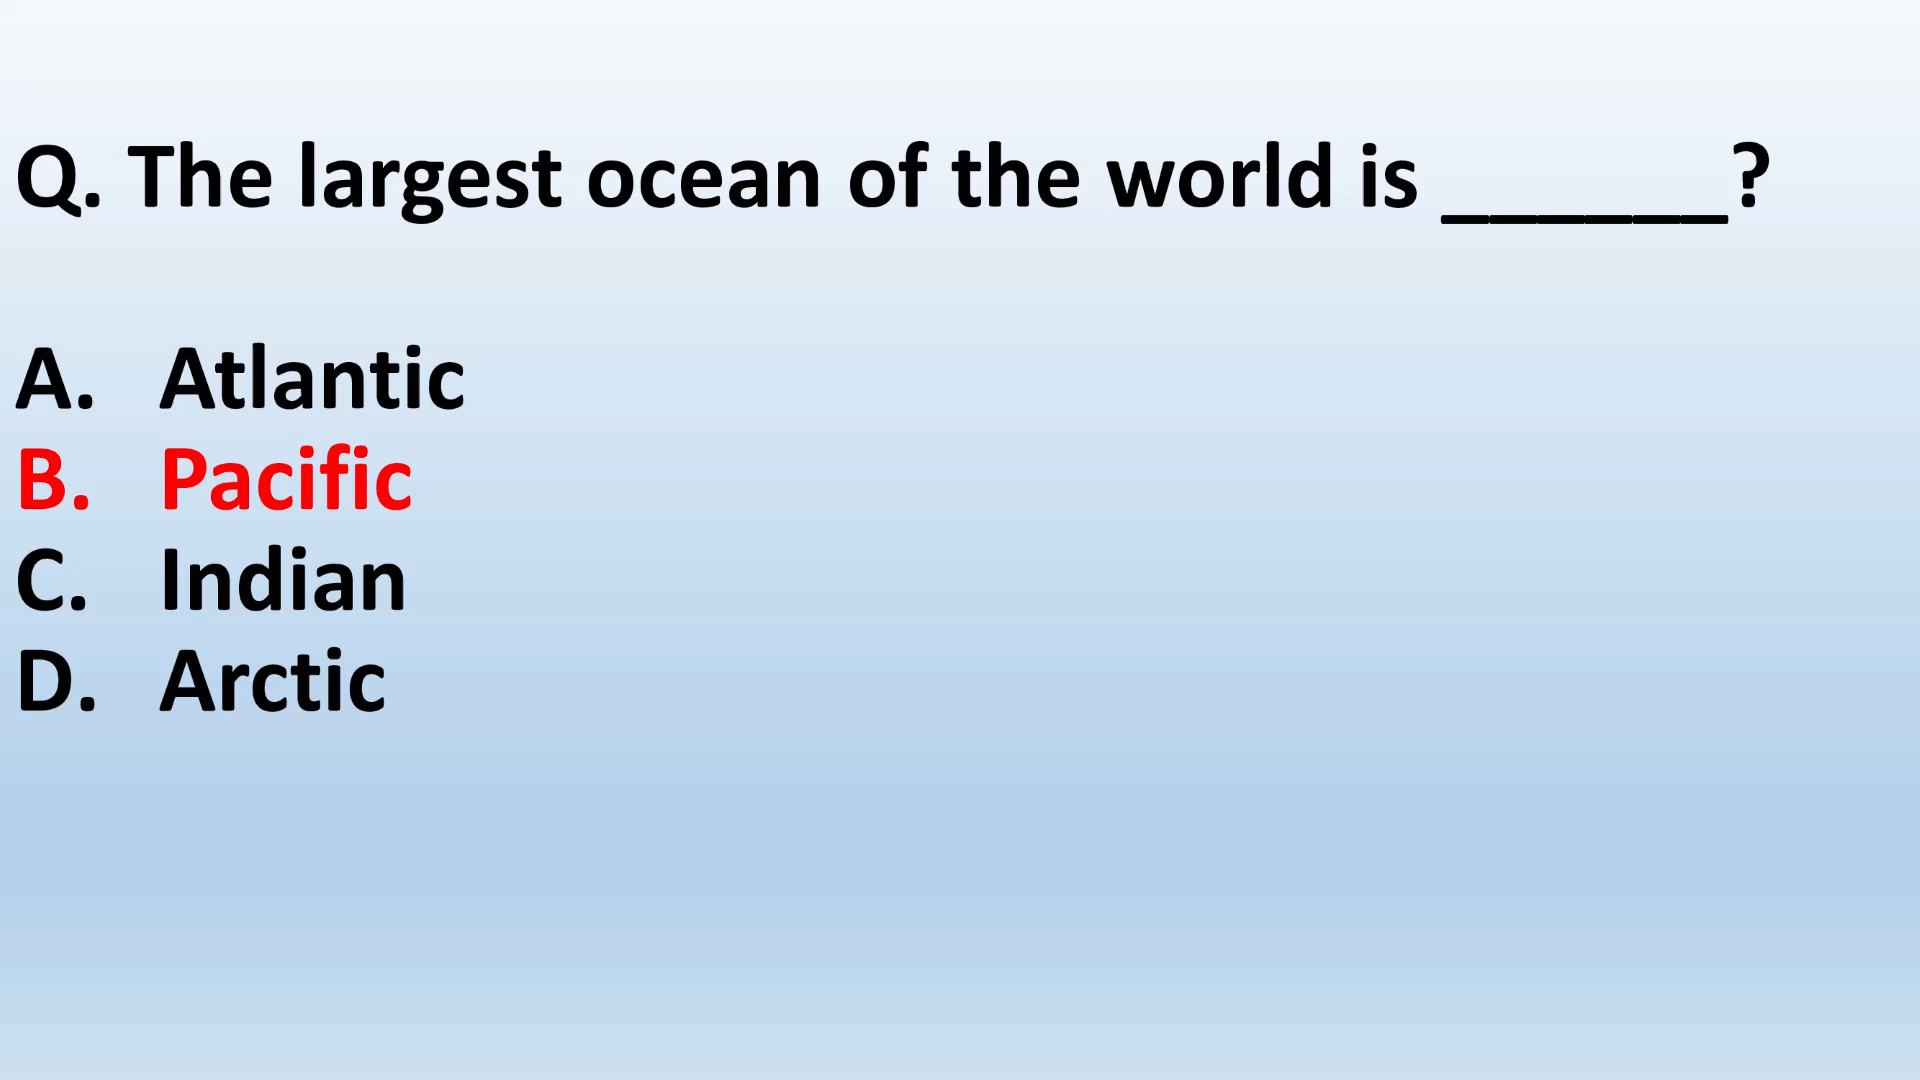 Q. The largest ocean of the world is ______?
A. Atlantic
B. Pacific
C. Indian
D. Arctic